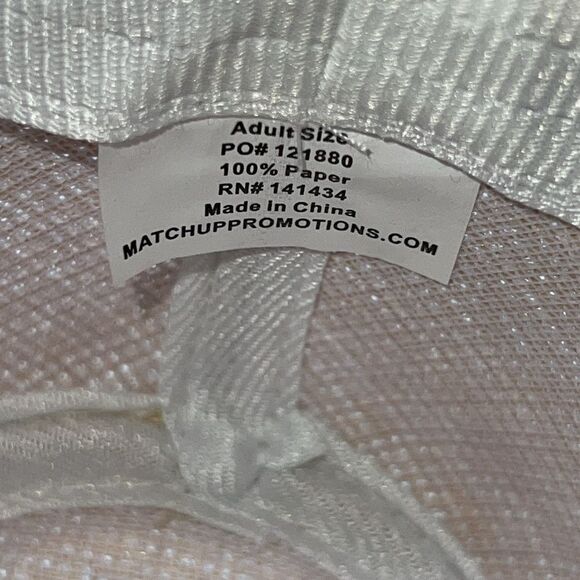 Adult Size
PO# 121880
100% Paper
RN# 141434
Made In China
MATCHUPPROMOTIONS.COM